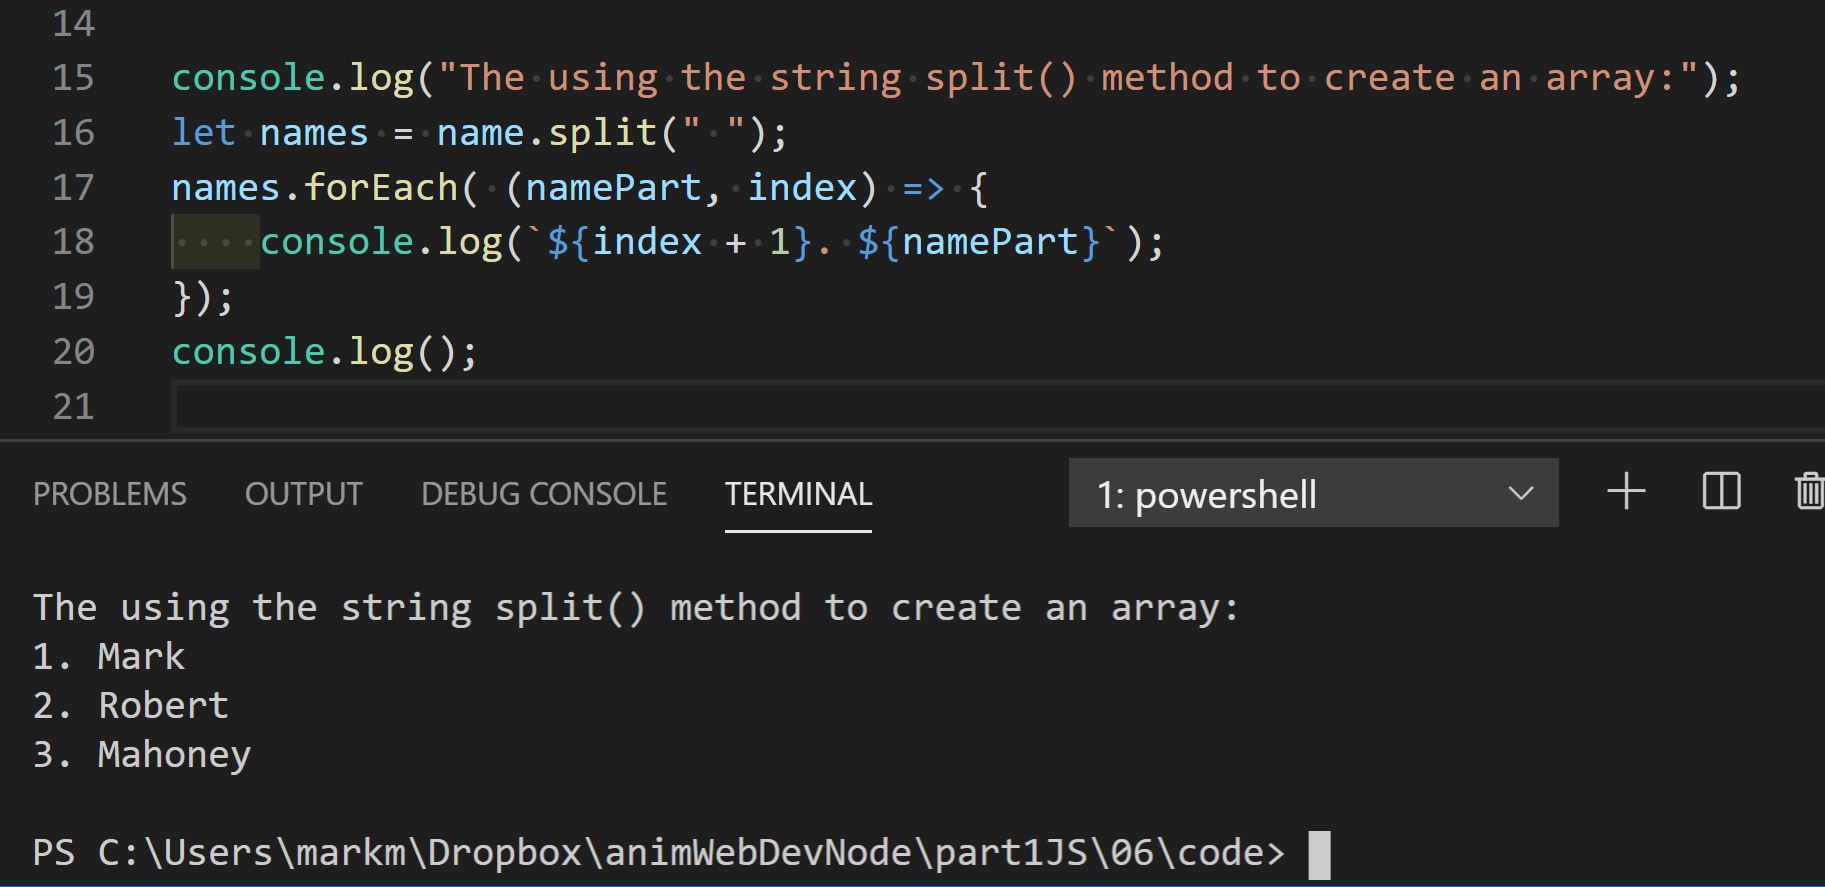 14
15 console.log("The using the string split() method to create an array:");
16 let names = name.split(" ");
17 names.forEach( (namePart, index) => {
18     console.log(`${index + 1}. ${namePart}`);
19 });
20 console.log();
21
PROBLEMS OUTPUT DEBUG CONSOLE TERMINAL 1: powershell
The using the string split() method to create an array:
1. Mark
2. Robert
3. Mahoney
PS C:\Users\markm\Dropbox\animWebDevNode\part1JS\06\code>